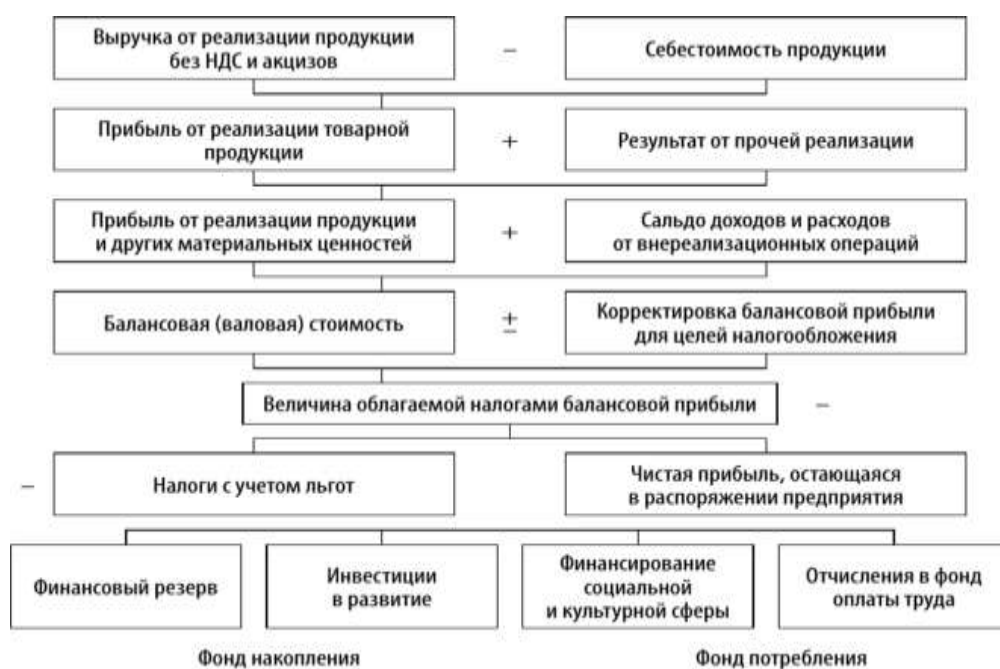 Выручка от реализации продукции
без НДС и акцизов
–
Себестоимость продукции
Прибыль от реализации товарной
продукции
+
Результат от прочей реализации
Прибыль от реализации продукции
и других материальных ценностей
+
Сальдо доходов и расходов
от внереализационных операций
Балансовая (валовая) стоимость
±
Корректировка балансовой прибыли
для целей налогообложения
Величина облагаемой налогами балансовой прибыли
–
–
Налоги с учетом льгот
Чистая прибыль, остающаяся
в распоряжении предприятия
Финансовый резерв
Инвестиции
в развитие
Финансирование
социальной
и культурной сферы
Отчисления в фонд
оплаты труда
Фонд накопления
Фонд потребления